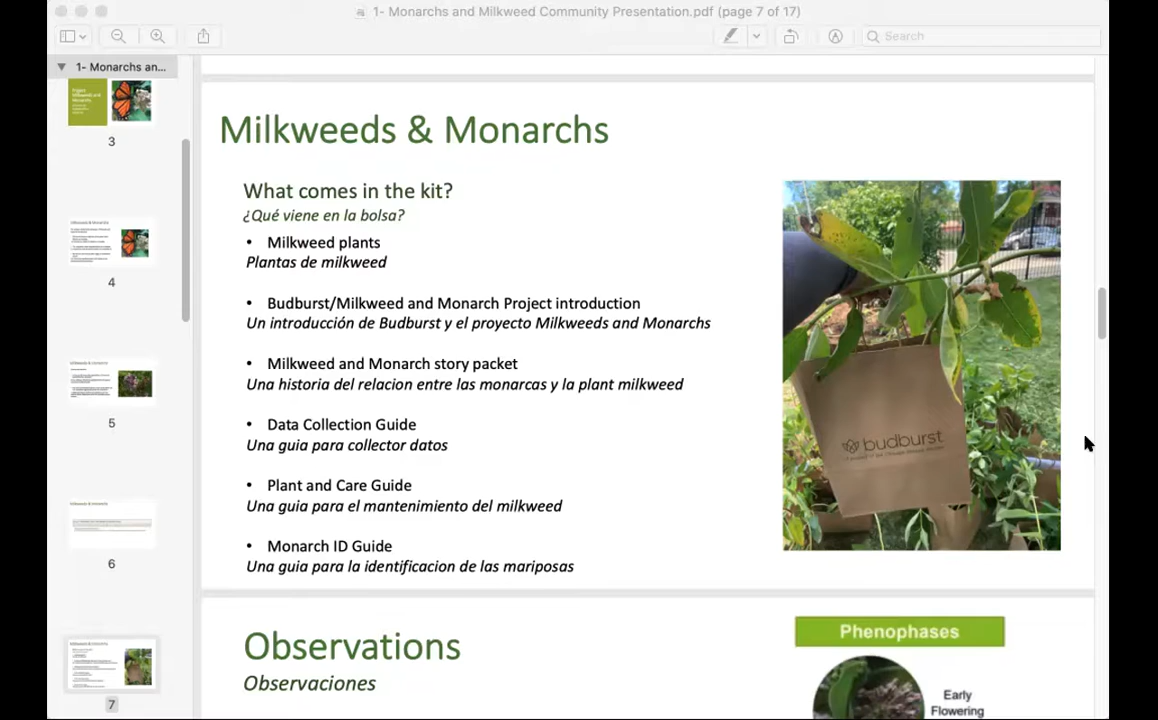 1- Monarchs and Milkweed Community Presentation.pdf (page 7 of 17)
Search
1- Monarchs an...
3
4
5
6
7
Milkweeds & Monarchs
What comes in the kit?
¿Qué viene en la bolsa?
• Milkweed plants
Plantas de milkweed
• Budburst/Milkweed and Monarch Project introduction
Un introducción de Budburst y el proyecto Milkweeds and Monarchs
• Milkweed and Monarch story packet
Una historia del relacion entre las monarcas y la plant milkweed
• Data Collection Guide
Una guia para collector datos
• Plant and Care Guide
Una guia para el mantenimiento del milkweed
• Monarch ID Guide
Una guia para la identificacion de las mariposas
budburst
Observations
Observaciones
Phenophases
Early
Flowering